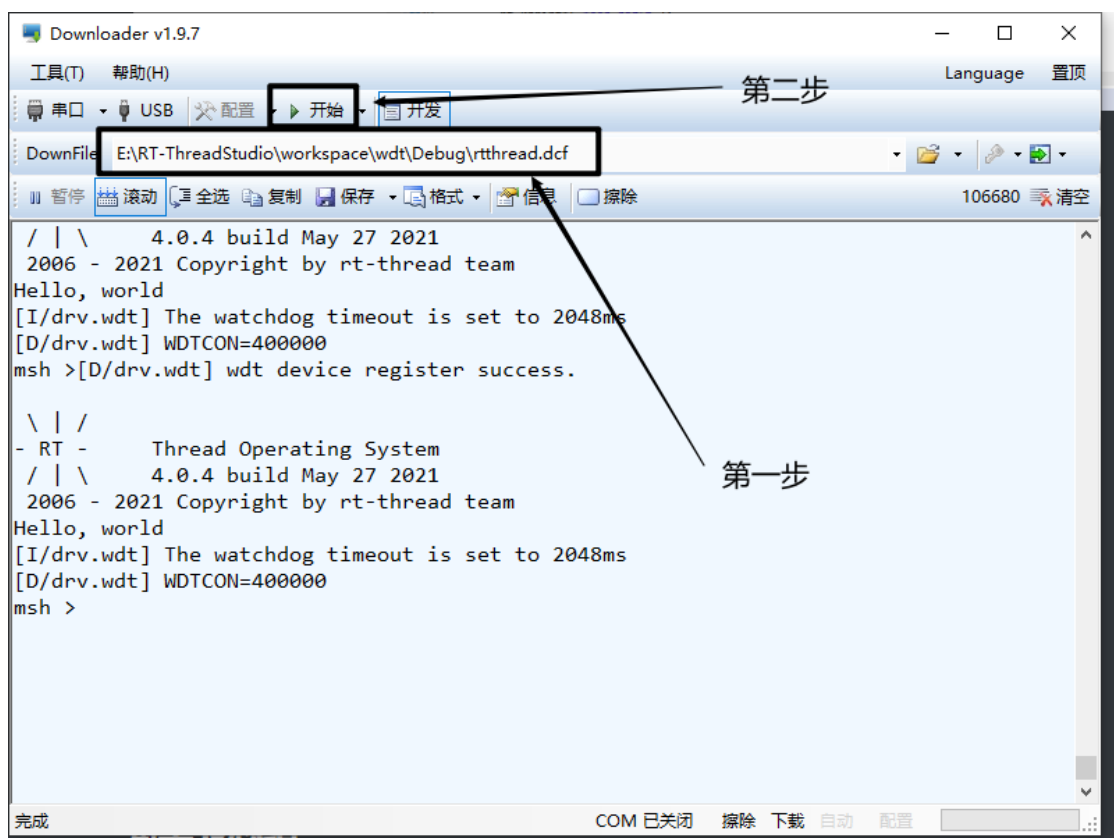 Downloader v1.9.7
工具(T) 帮助(H) Language 置顶
串口 USB 配置 开始 开发
第二步
DownFile E:\RT-ThreadStudio\workspace\wdt\Debug\rtthread.dcf
暂停 滚动 全选 复制 保存 格式 信息 擦除 106680 清空
/ | \ 4.0.4 build May 27 2021
2006 - 2021 Copyright by rt-thread team
Hello, world
[I/drv.wdt] The watchdog timeout is set to 2048ms
[D/drv.wdt] WDTCON=400000
msh >[D/drv.wdt] wdt device register success.
\ | /
- RT - Thread Operating System
/ | \ 4.0.4 build May 27 2021
第一步
2006 - 2021 Copyright by rt-thread team
Hello, world
[I/drv.wdt] The watchdog timeout is set to 2048ms
[D/drv.wdt] WDTCON=400000
msh >
完成 COM 已关闭 擦除 下载 自动 配置